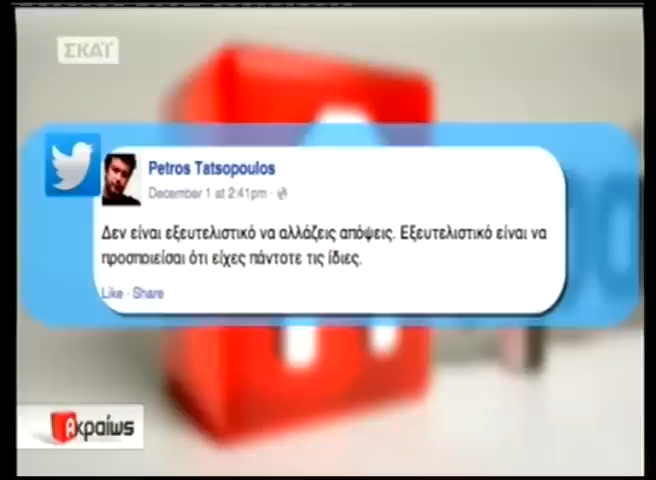 ΣΚΑΪ
Petros Tatsopoulos
December 1 at 2:41pm ·
Δεν είναι εξευτελιστικό να αλλάζεις απόψεις. Εξευτελιστικό είναι να
προσποιείσαι ότι είχες πάντοτε τις ίδιες.
Like · Share
Ακραίως